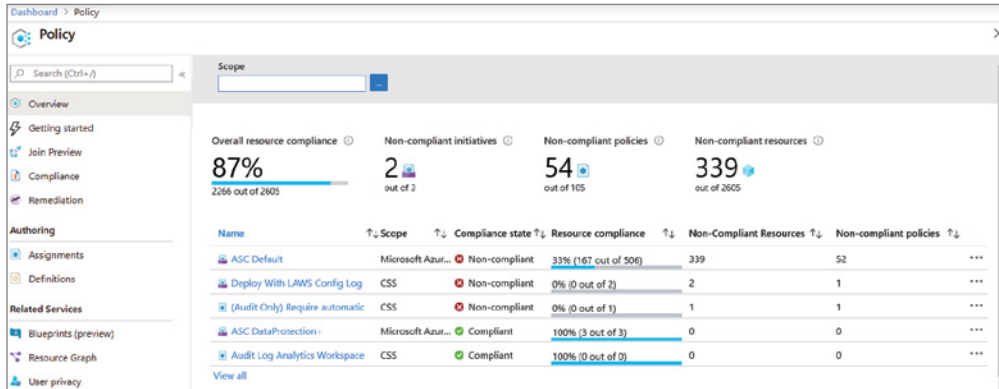 Dashboard > Policy
Policy
Search (Ctrl+/)
Overview
Getting started
Join Preview
Compliance
Remediation
Authoring
Assignments
Definitions
Related Services
Blueprints (preview)
Resource Graph
User privacy
Scope
...
Overall resource compliance
87%
2266 out of 2605
Non-compliant initiatives
2
out of 3
Non-compliant policies
54
out of 105
Non-compliant resources
339
out of 2605
Name Scope Compliance state Resource compliance Non-Compliant Resources Non-compliant policies
ASC Default Microsoft Azur... Non-compliant 33% (167 out of 506) 339 52 ...
Deploy With LAWS Config Log CSS Non-compliant 0% (0 out of 2) 2 1 ...
(Audit Only) Require automatic CSS Non-compliant 0% (0 out of 1) 1 1 ...
ASC DataProtection Microsoft Azur... Compliant 100% (3 out of 3) 0 0 ...
Audit Log Analytics Workspace CSS Compliant 100% (0 out of 0) 0 0 ...
View all